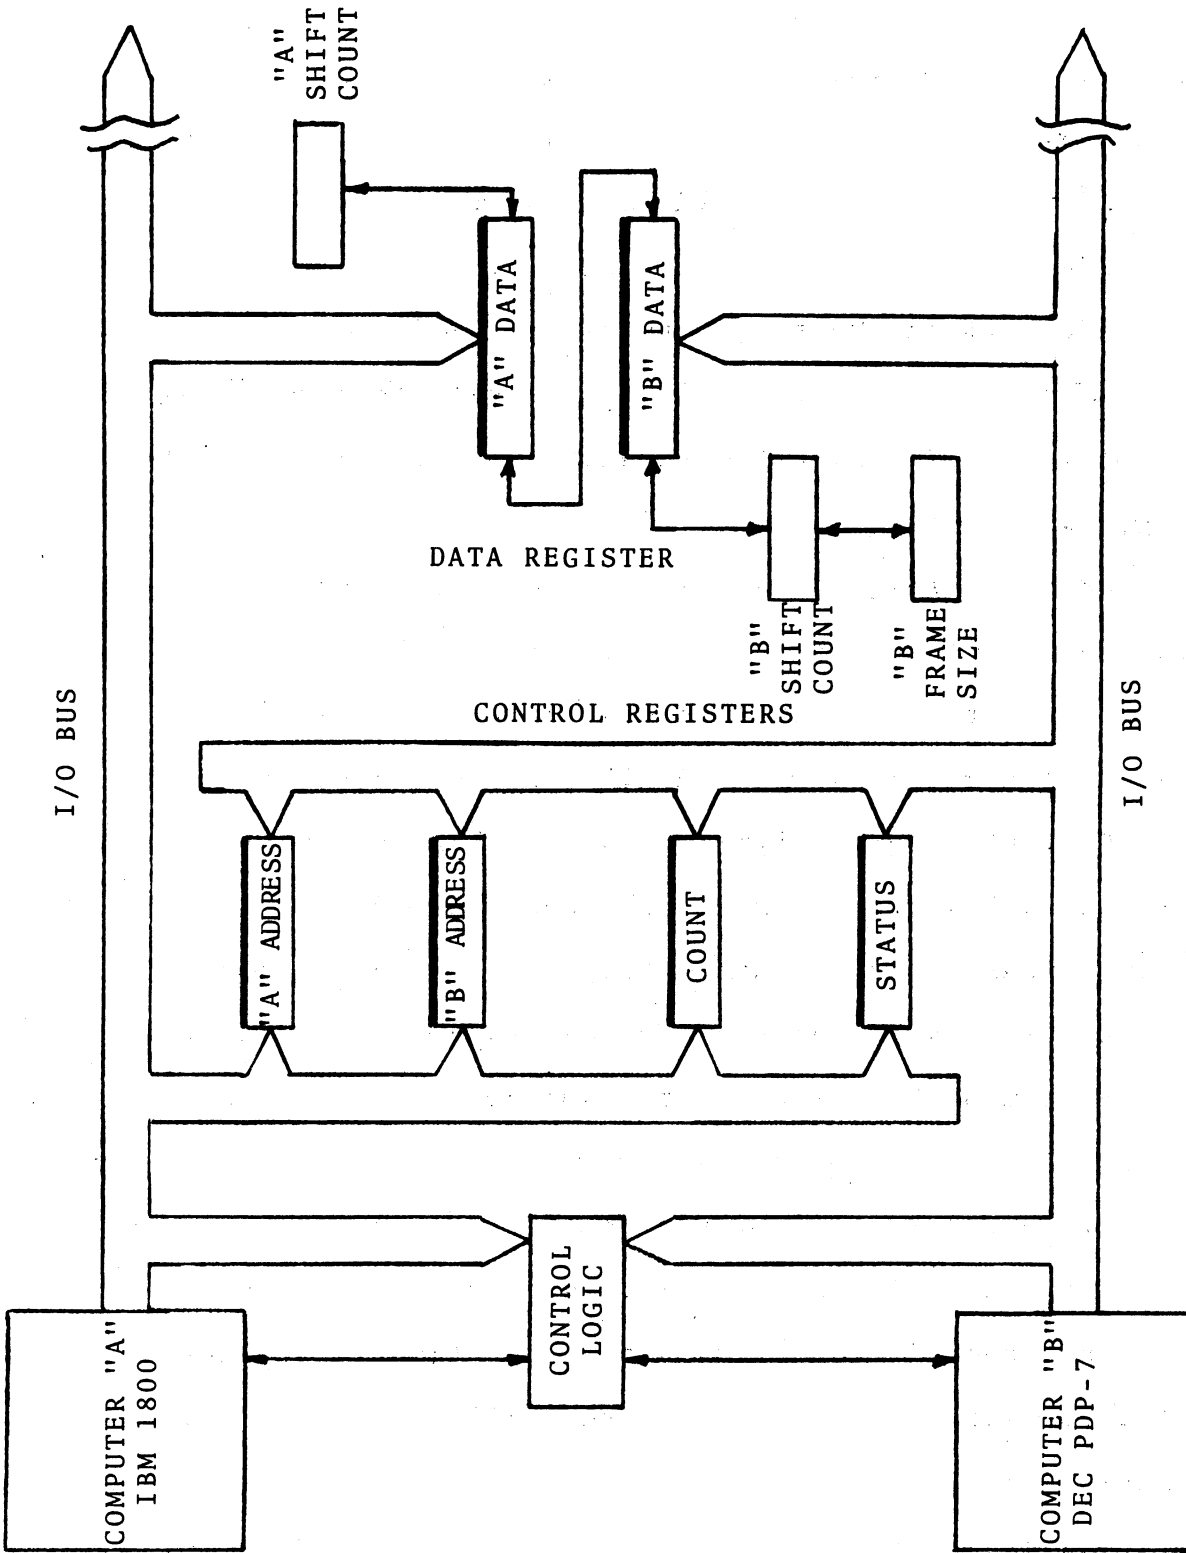 COMPUTER "A"
IBM 1800
I/O BUS
"A"
SHIFT
COUNT
CONTROL
LOGIC
"A" ADDRESS
"B" ADDRESS
COUNT
STATUS
CONTROL REGISTERS
DATA REGISTER
"A" DATA
"B" DATA
"B"
SHIFT
COUNT
"B"
FRAME
SIZE
COMPUTER "B"
DEC PDP-7
I/O BUS